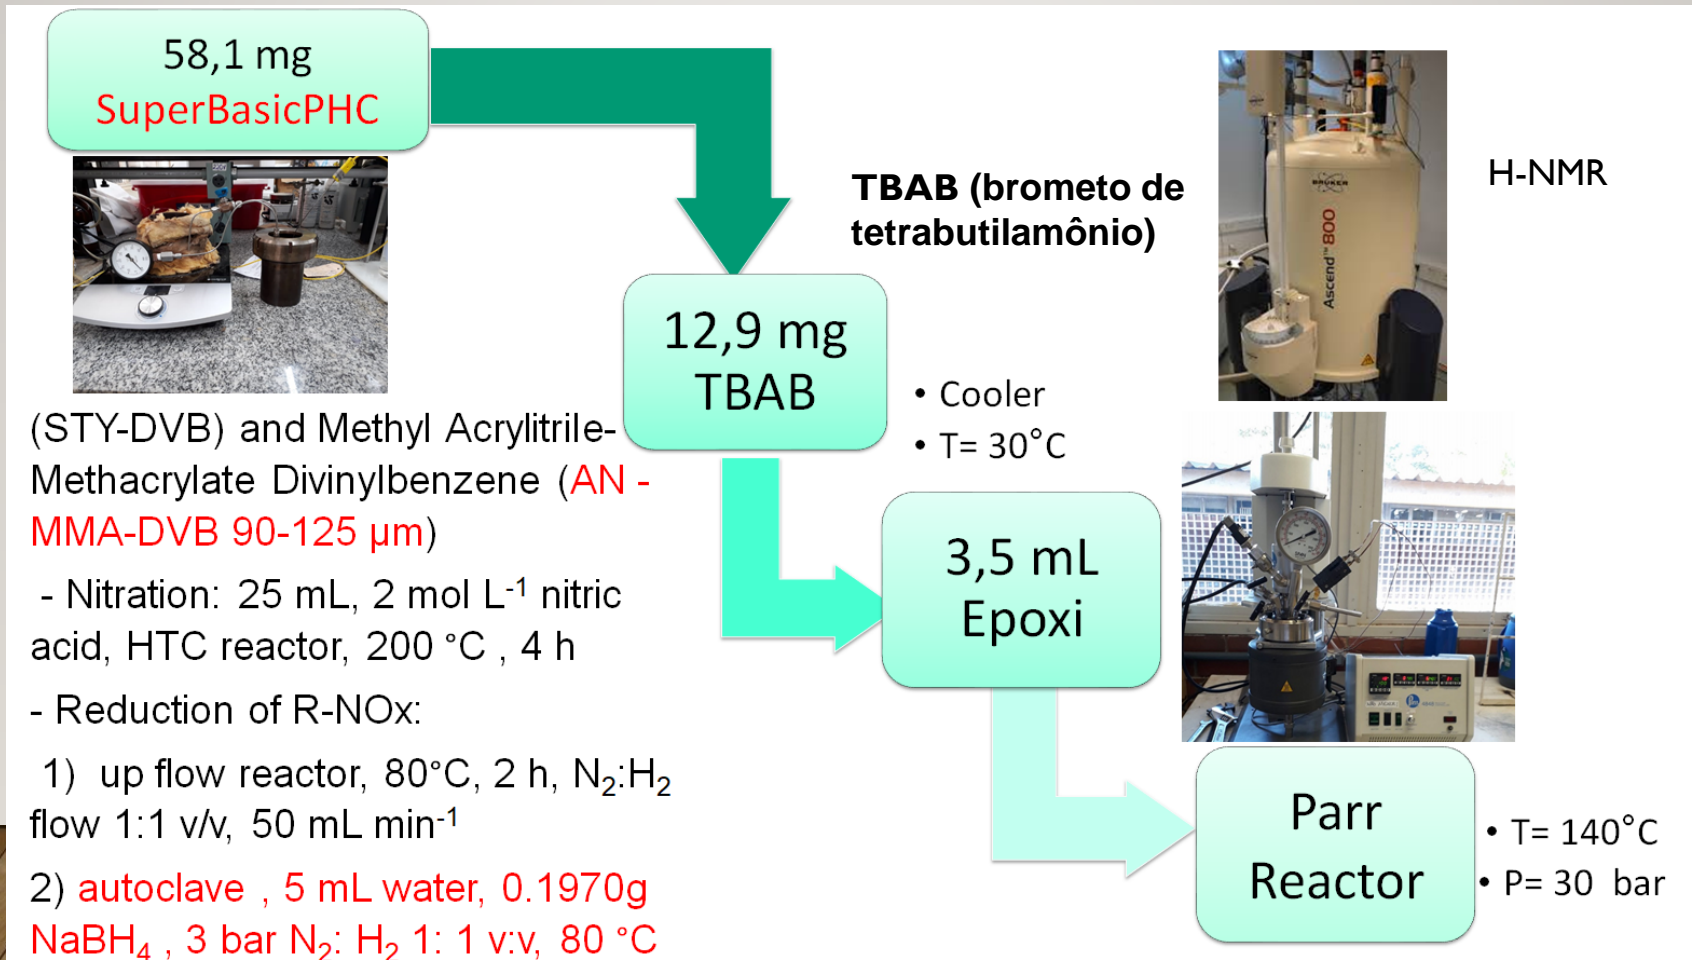 58,1 mg
SuperBasicPHC
TBAB (brometo de
tetrabutilamônio)
H-NMR
BRUKER
Ascend™ 800
12,9 mg
TBAB
• Cooler
• T= 30°C
(STY-DVB) and Methyl Acrylitrile-
Methacrylate Divinylbenzene (AN -
MMA-DVB 90-125 µm)
- Nitration: 25 mL, 2 mol L⁻¹ nitric
acid, HTC reactor, 200 °C , 4 h
- Reduction of R-NOx:
1) up flow reactor, 80°C, 2 h, N₂:H₂
flow 1:1 v/v, 50 mL min⁻¹
2) autoclave , 5 mL water, 0.1970g
NaBH₄ , 3 bar N₂: H₂ 1: 1 v:v, 80 °C
3,5 mL
Epoxi
Parr
Reactor
• T= 140°C
• P= 30 bar